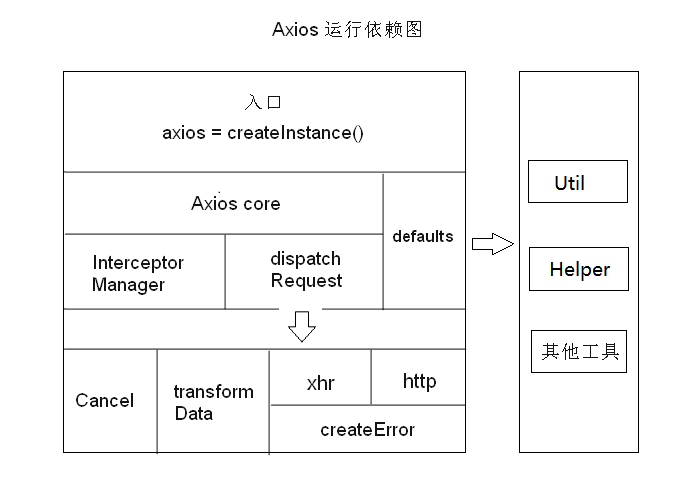 Axios 运行依赖图
入口
axios = createInstance()
Axios core
defaults
Interceptor
Manager
dispatch
Request
Cancel
transform
Data
xhr
http
createError
Util
Helper
其他工具